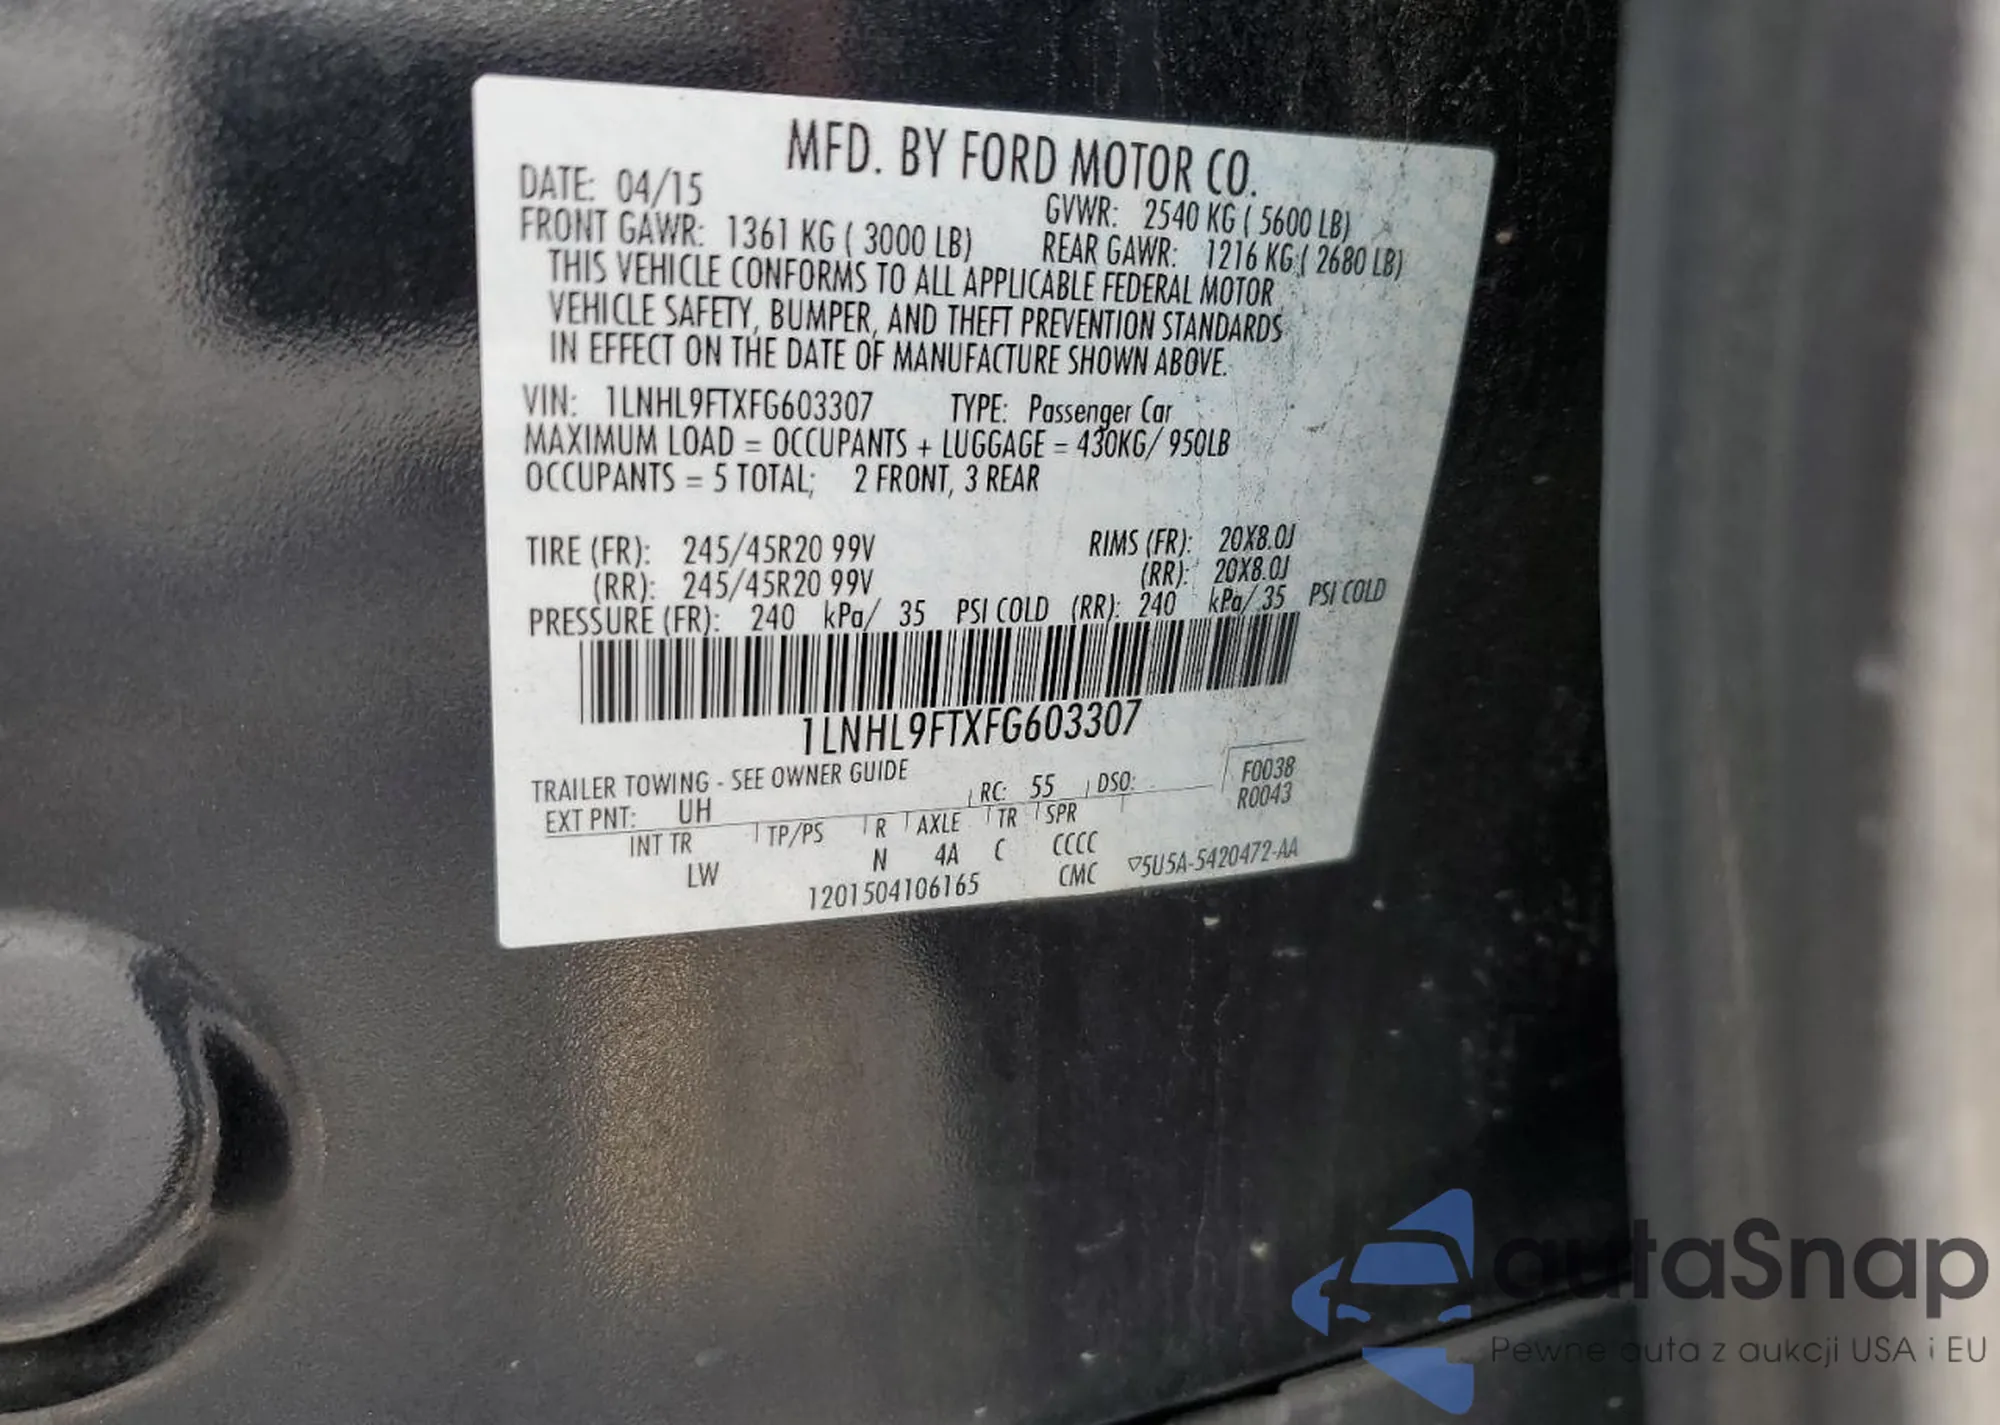 MFD. BY FORD MOTOR CO.
DATE: 04/15
GVWR: 2540 KG ( 5600 LB)
FRONT GAWR: 1361 KG ( 3000 LB)
REAR GAWR: 1216 KG ( 2680 LB)
THIS VEHICLE CONFORMS TO ALL APPLICABLE FEDERAL MOTOR
VEHICLE SAFETY, BUMPER, AND THEFT PREVENTION STANDARDS
IN EFFECT ON THE DATE OF MANUFACTURE SHOWN ABOVE.
VIN: 1LNHL9FTXFG603307 TYPE: Passenger Car
MAXIMUM LOAD = OCCUPANTS + LUGGAGE = 430KG/ 950LB
OCCUPANTS = 5 TOTAL; 2 FRONT, 3 REAR
TIRE (FR): 245/45R20 99V RIMS (FR): 20X8.0J
(RR): 245/45R20 99V (RR): 20X8.0J
PRESSURE (FR): 240 kPa/ 35 PSI COLD (RR): 240 kPa/ 35 PSI COLD
1LNHL9FTXFG603307
TRAILER TOWING - SEE OWNER GUIDE
F0038
R0043
EXT PNT: UH RC: 55 DSO:
INT TR TP/PS R AXLE TR SPR
LW N 4A C CCCC
1201504106165 CMC ▽5U5A-5420472-AA
autaSnap
Pewne auta z aukcji USA i EU